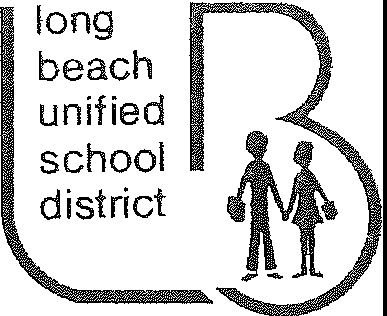 long
beach
unified
school
district